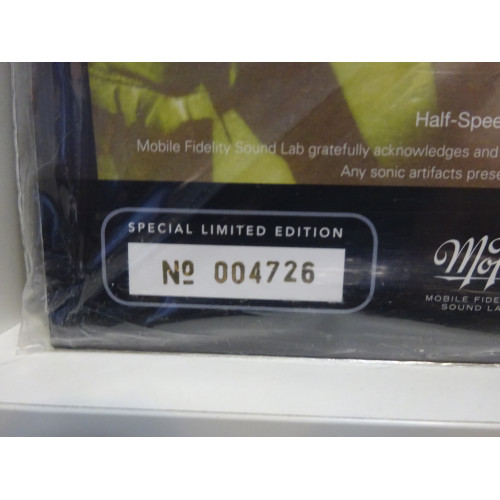 Half-Spee
Mobile Fidelity Sound Lab gratefully acknowledges and
Any sonic artifacts prese
SPECIAL LIMITED EDITION
Nº 004726
MOBILE FIDE
SOUND LA